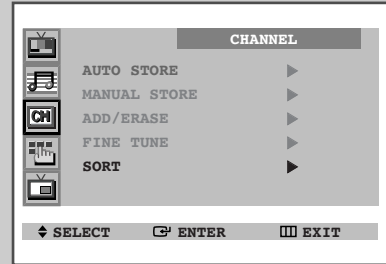 CHANNEL
AUTO STORE
MANUAL STORE
CH ADD/ERASE
FINE TUNE
SORT
SELECT ENTER EXIT